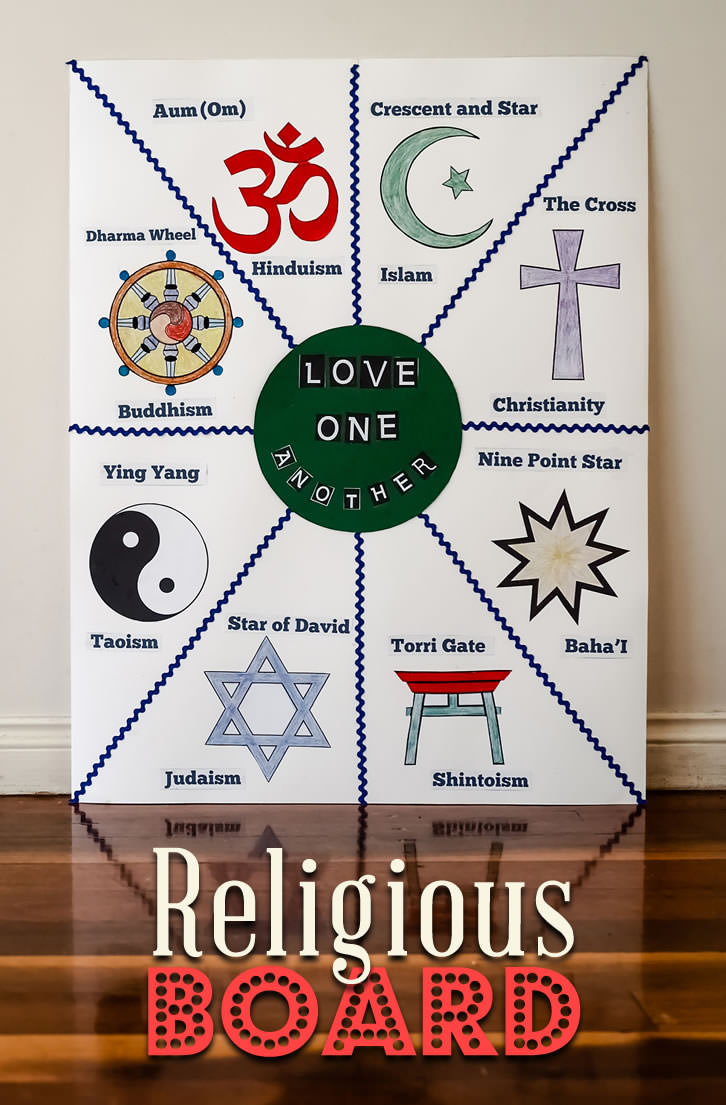 Aum (Om)
Hinduism
Crescent and Star
Islam
The Cross
Christianity
Dharma Wheel
Buddhism
LOVE
ONE
ANOTHER
Ying Yang
Taoism
Nine Point Star
Baha'I
Star of David
Judaism
Torri Gate
Shintoism
Religious
BOARD